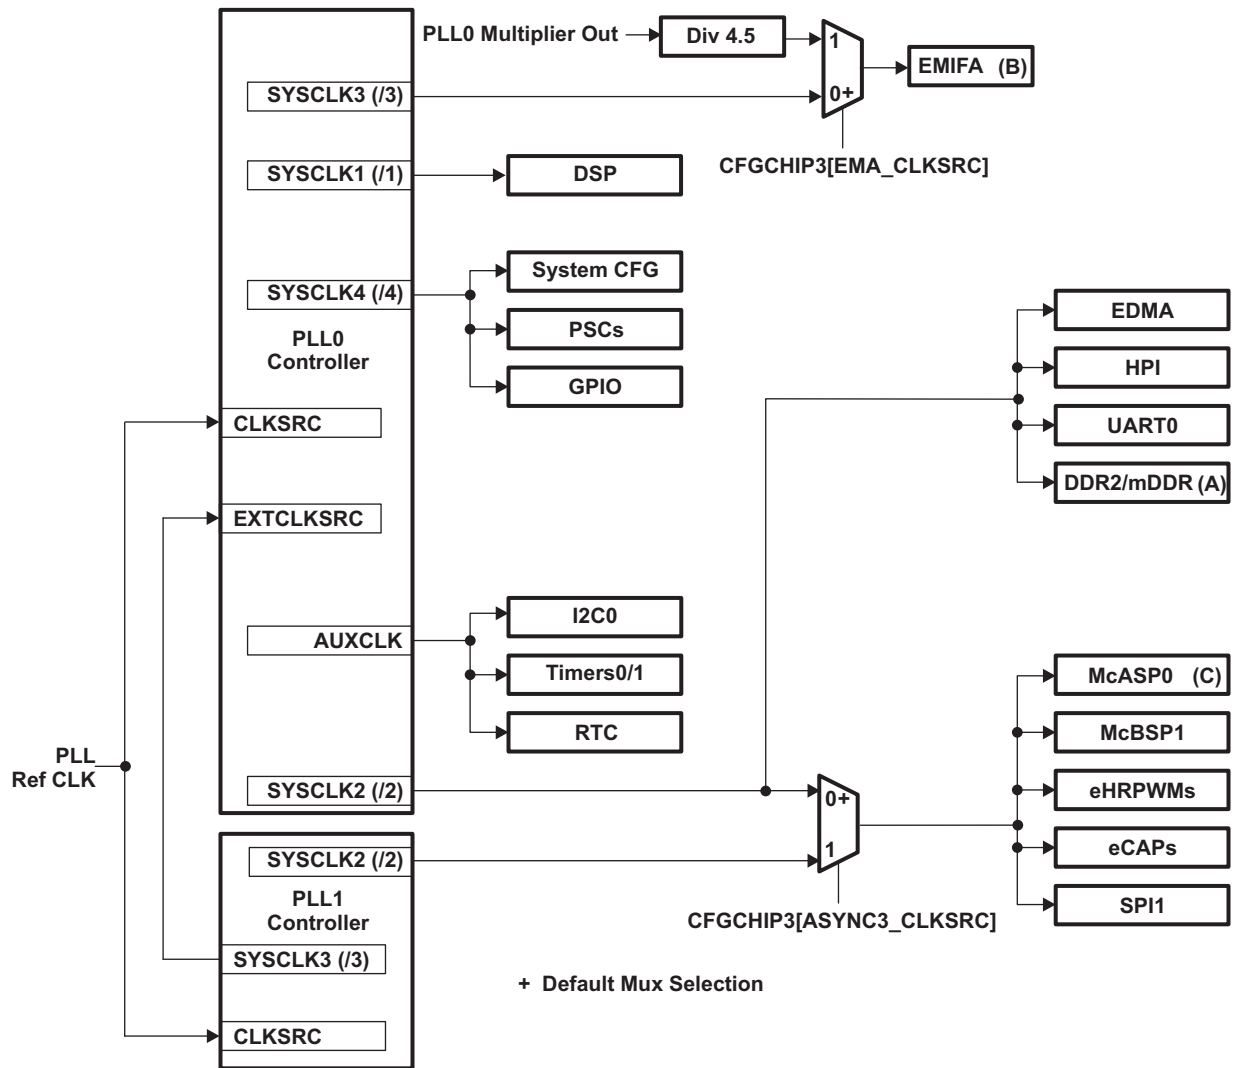 PLL0 Multiplier Out
Div 4.5
1
EMIFA (B)
SYSCLK3 (/3)
0+
CFGCHIP3[EMA_CLKSRC]
SYSCLK1 (/1)
DSP
System CFG
SYSCLK4 (/4)
PSCs
GPIO
PLL0
Controller
EDMA
HPI
UART0
DDR2/mDDR (A)
CLKSRC
EXTCLKSRC
I2C0
AUXCLK
Timers0/1
RTC
McASP0 (C)
McBSP1
eHRPWMs
eCAPs
SPI1
PLL
Ref CLK
SYSCLK2 (/2)
0+
SYSCLK2 (/2)
1
PLL1
Controller
CFGCHIP3[ASYNC3_CLKSRC]
SYSCLK3 (/3)
+ Default Mux Selection
CLKSRC